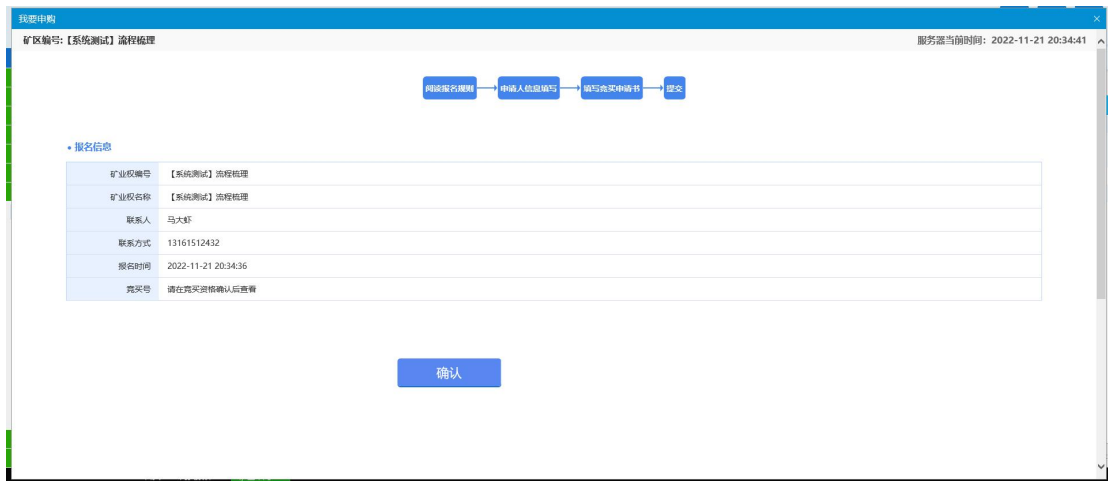 我要申购
矿区编号:【系统测试】流程梳理 服务器当前时间：2022-11-21 20:34:41
阅读报名规则 申请人信息填写 填写竞买申请书 提交
报名信息
矿业权编号 【系统测试】流程梳理
矿业权名称 【系统测试】流程梳理
联系人 马大虾
联系方式 13161512432
报名时间 2022-11-21 20:34:36
竞买号 请在竞买资格确认后查看
确认